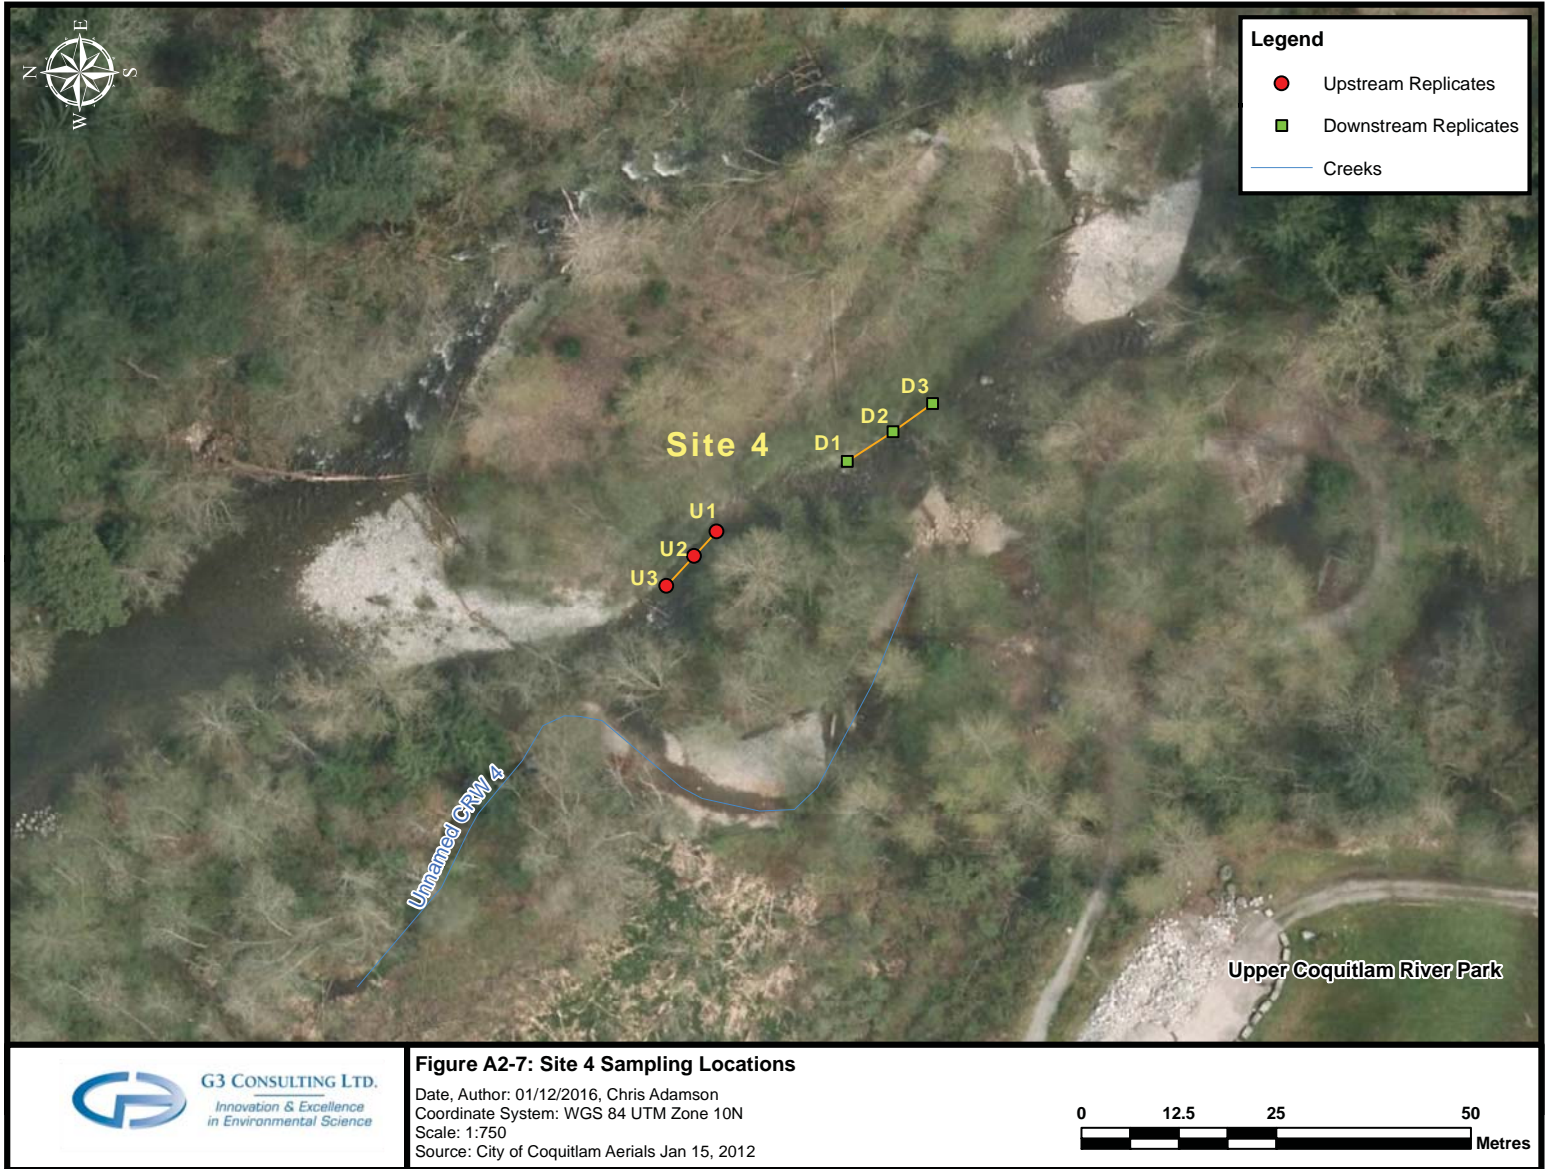 E
N
S
W
Legend
Upstream Replicates
Downstream Replicates
Creeks
D3
D2
D1
Site 4
U1
U2
U3
Unnamed CRW 4
Upper Coquitlam River Park
G3 CONSULTING LTD.
Innovation & Excellence
in Environmental Science
Figure A2-7: Site 4 Sampling Locations
Date, Author: 01/12/2016, Chris Adamson
Coordinate System: WGS 84 UTM Zone 10N
Scale: 1:750
Source: City of Coquitlam Aerials Jan 15, 2012
0 12.5 25 50
Metres